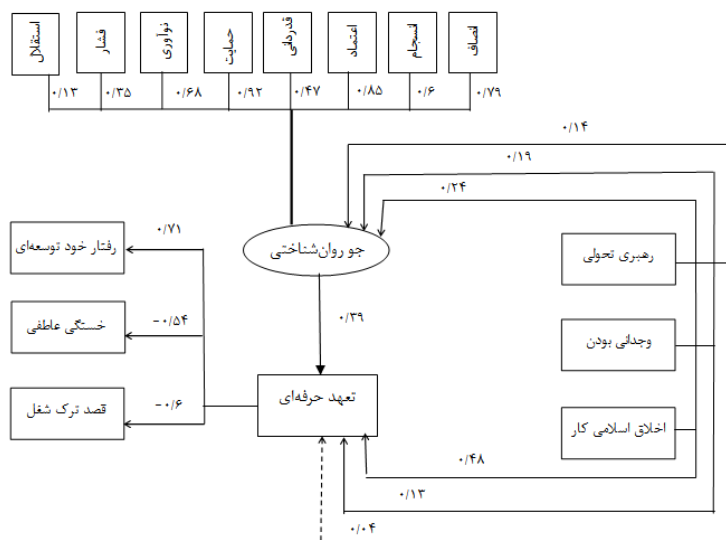 استقلال
فشار
نوآوری
حمایت
قدردانی
اعتماد
انسجام
انصاف
۰/۱۳
۰/۳۵
۰/۶۸
۰/۹۲
۰/۴۷
۰/۸۵
۰/۶
۰/۷۹
۰/۱۴
۰/۱۹
۰/۲۴
جو روان‌شناختی
رفتار خود توسعه‌ای
۰/۷۱
رهبری تحولی
خستگی عاطفی
-۰/۵۴
۰/۳۹
وجدانی بودن
قصد ترک شغل
-۰/۶
تعهد حرفه‌ای
اخلاق اسلامی کار
۰/۴۸
۰/۱۳
۰/۰۴